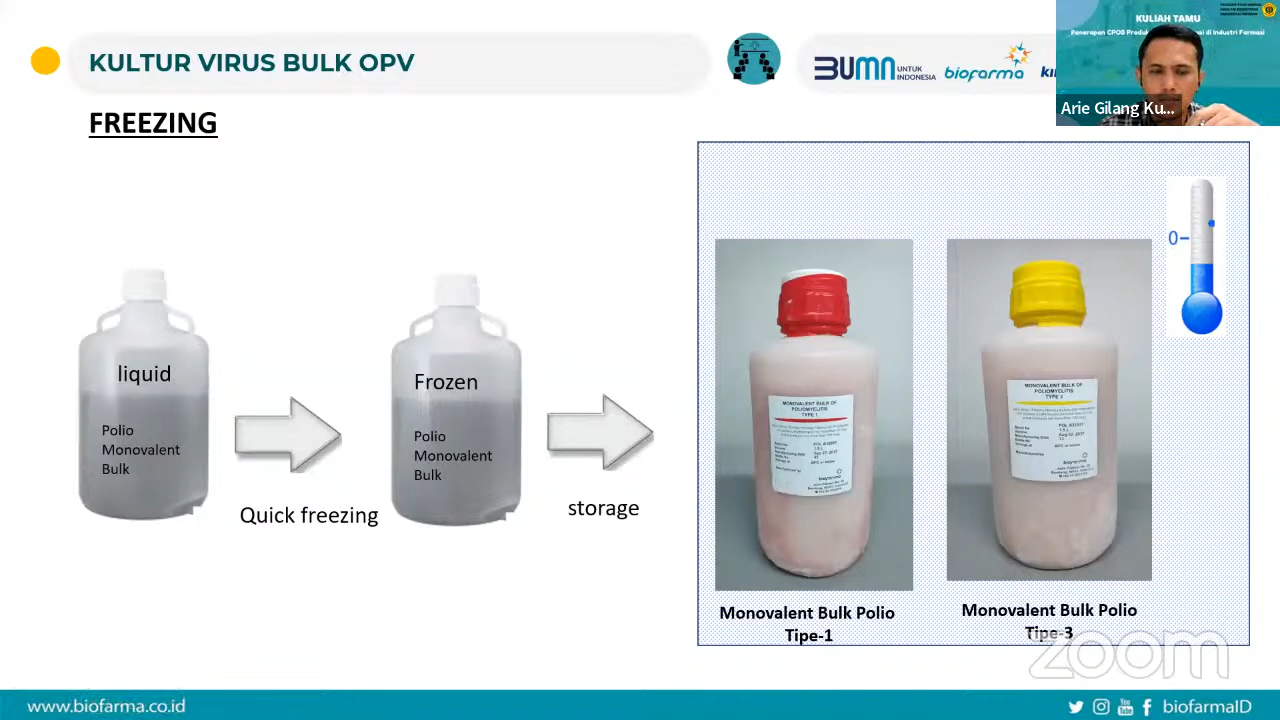 KULIAH TAMU
KULTUR VIRUS BULK OPV
BUMN UNTUK INDONESIA
biofarma
Arie Gilang Ku...
FREEZING
0
liquid
Polio
Monovalent
Bulk
Quick freezing
Frozen
Polio
Monovalent
Bulk
storage
MONOVALENT BULK OF
POLIOMYELITIS
TYPE 1
MONOVALENT BULK OF
POLIOMYELITIS
Monovalent Bulk Polio
Tipe-1
Monovalent Bulk Polio
Tipe-3
zoom
www.biofarma.co.id
biofarmaID